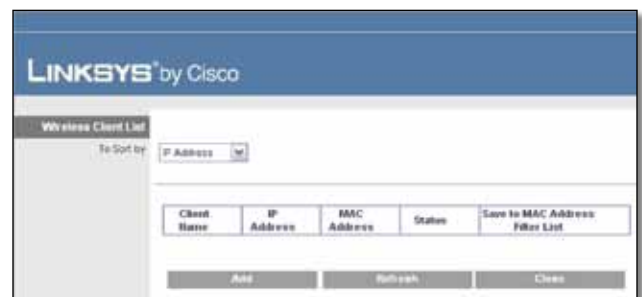 LINKSYS® by Cisco
Wireless Client List
To Sort by
IP Address
Client Name
IP Address
MAC Address
Status
Save to MAC Address Filter List
Add
Refresh
Close